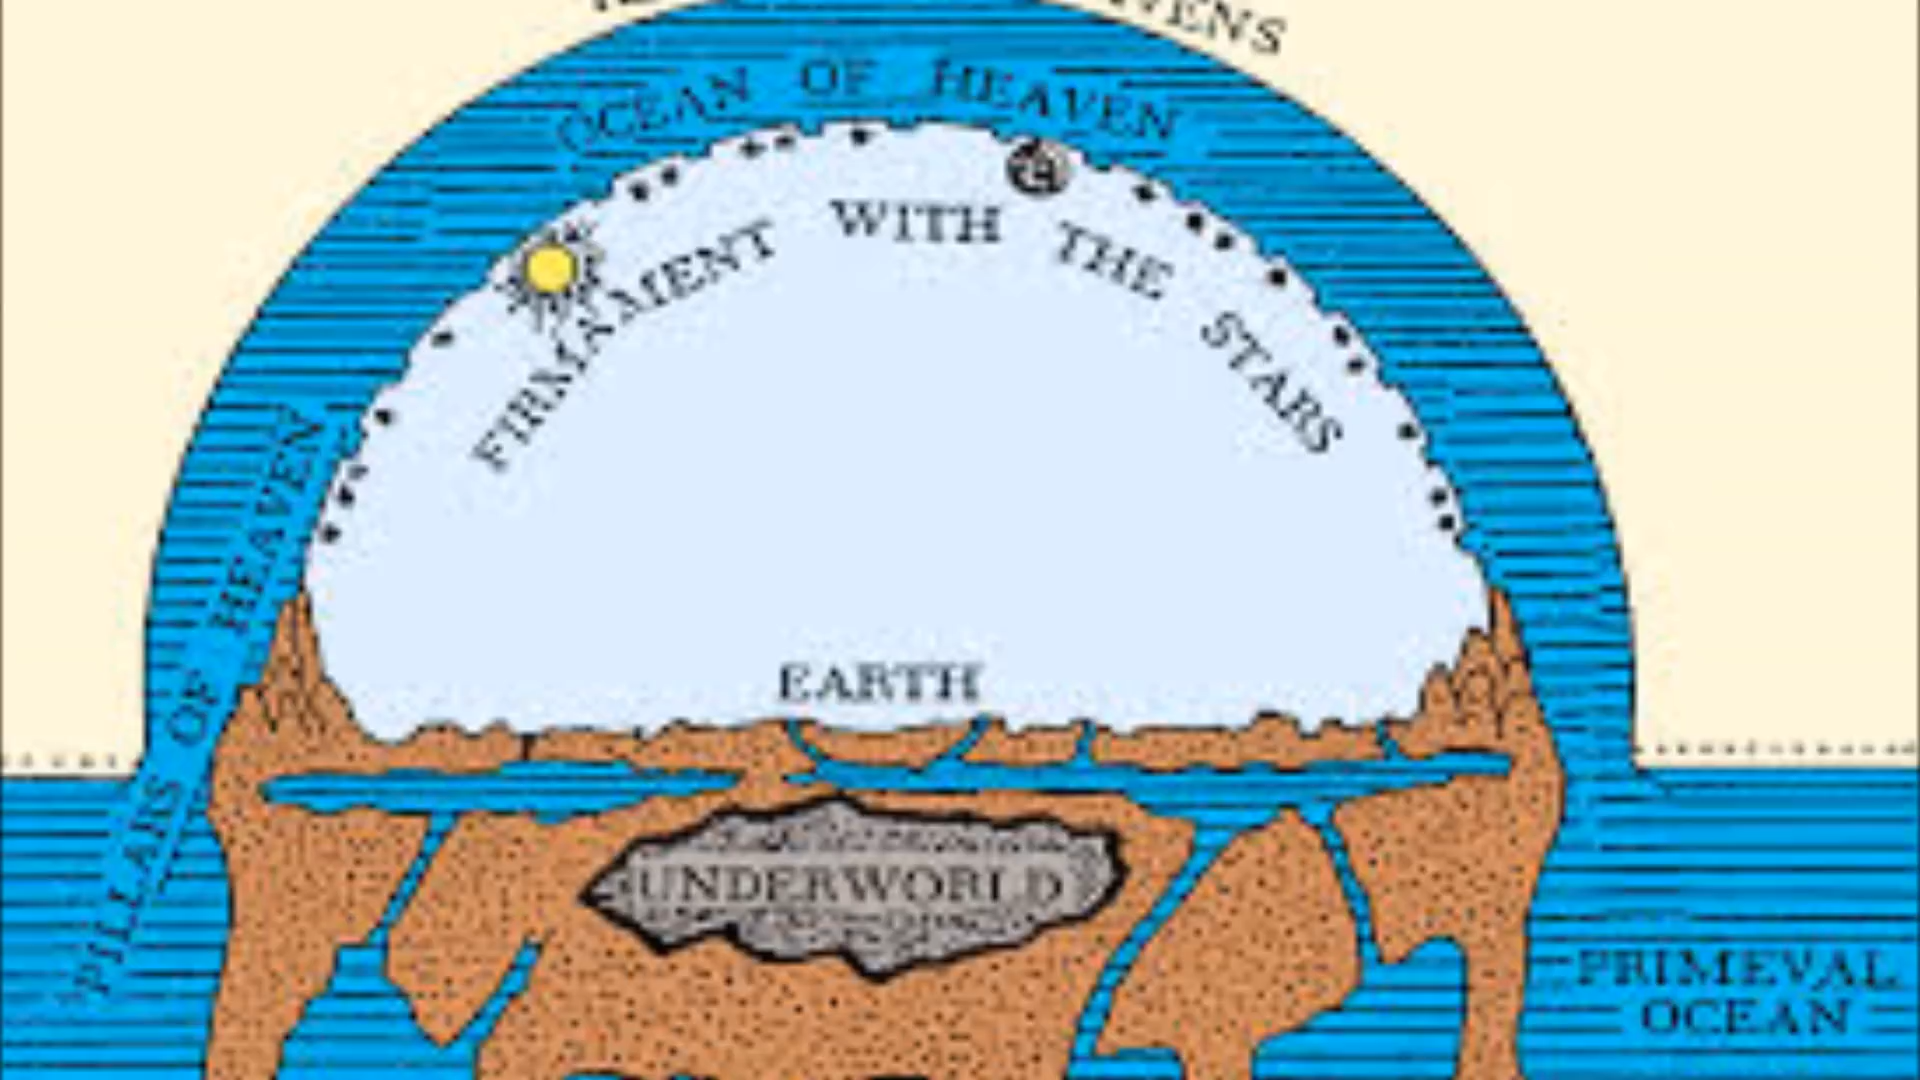 OCEAN OF HEAVEN
FIRMAMENT WITH THE STARS
PILLARS OF HEAVEN
EARTH
UNDERWORLD
PRIMEVAL
OCEAN